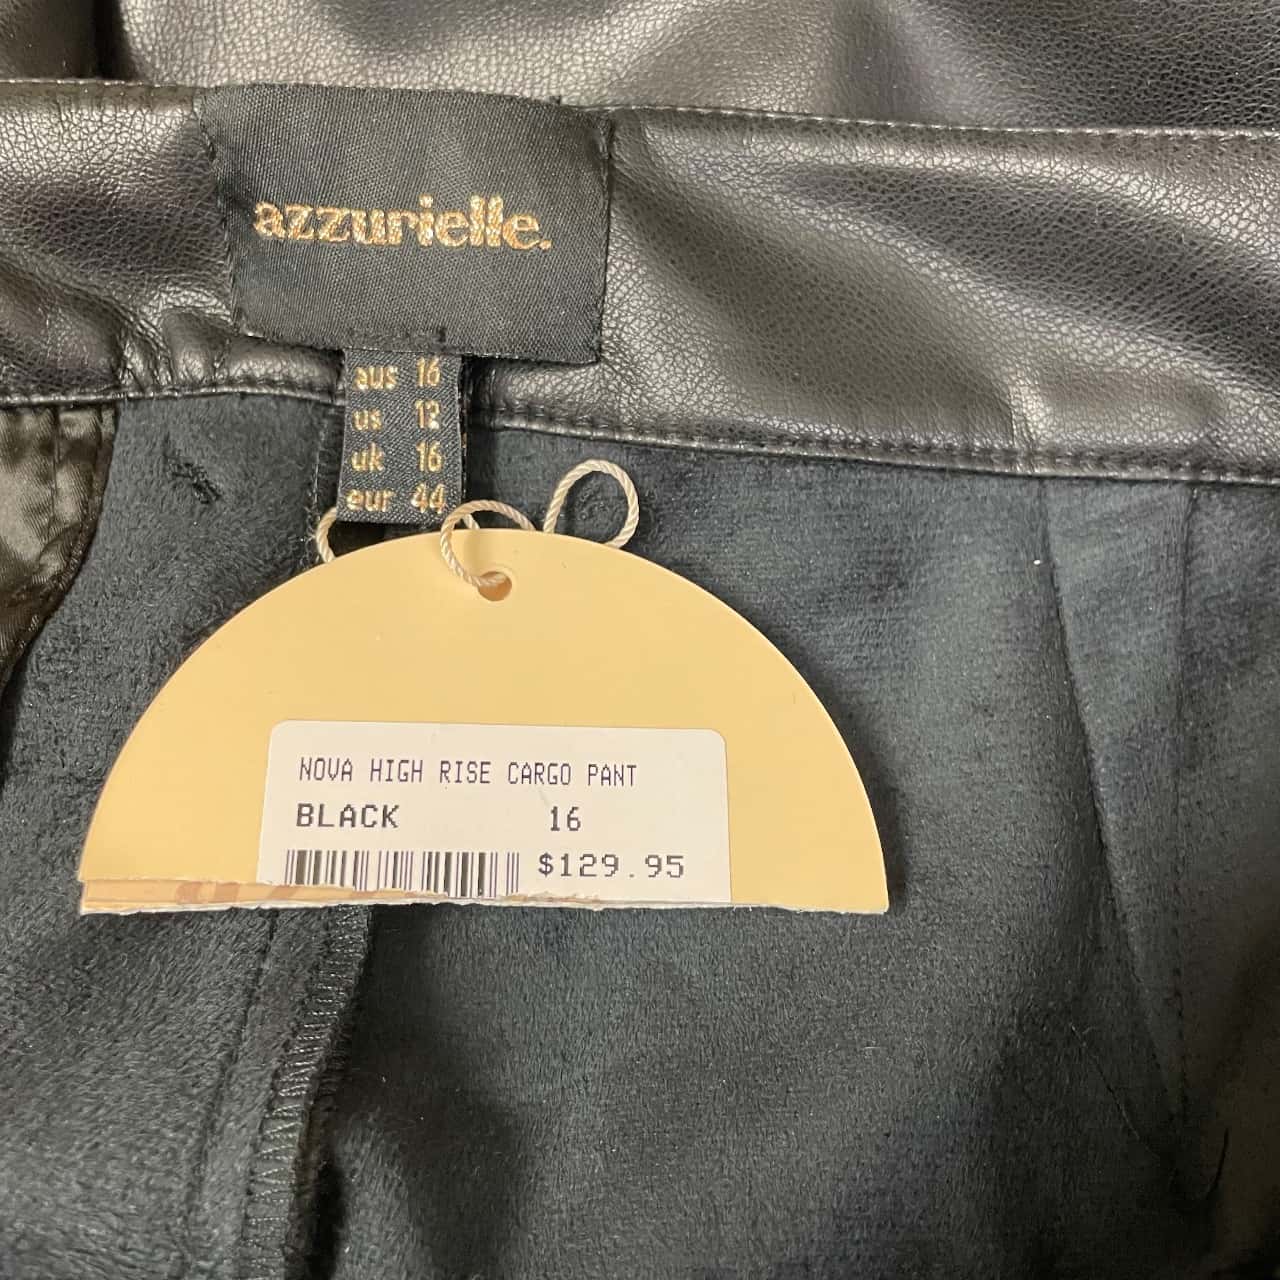 azzurielle.
aus 16
us 12
uk 16
eur 44
NOVA HIGH RISE CARGO PANT
BLACK 16
$129.95